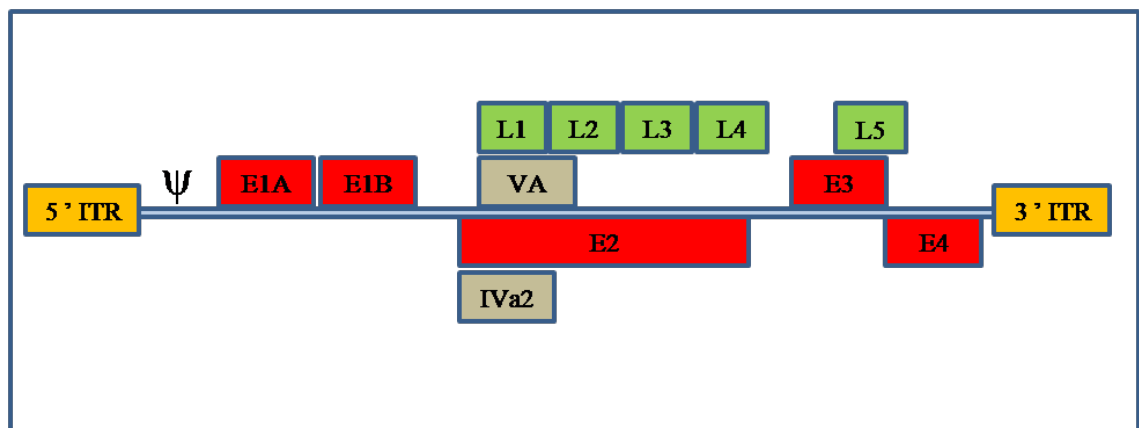 L1 L2 L3 L4 L5
Ψ E1A E1B VA E3
5 ’ ITR 3 ’ ITR
E2 E4
IVa2